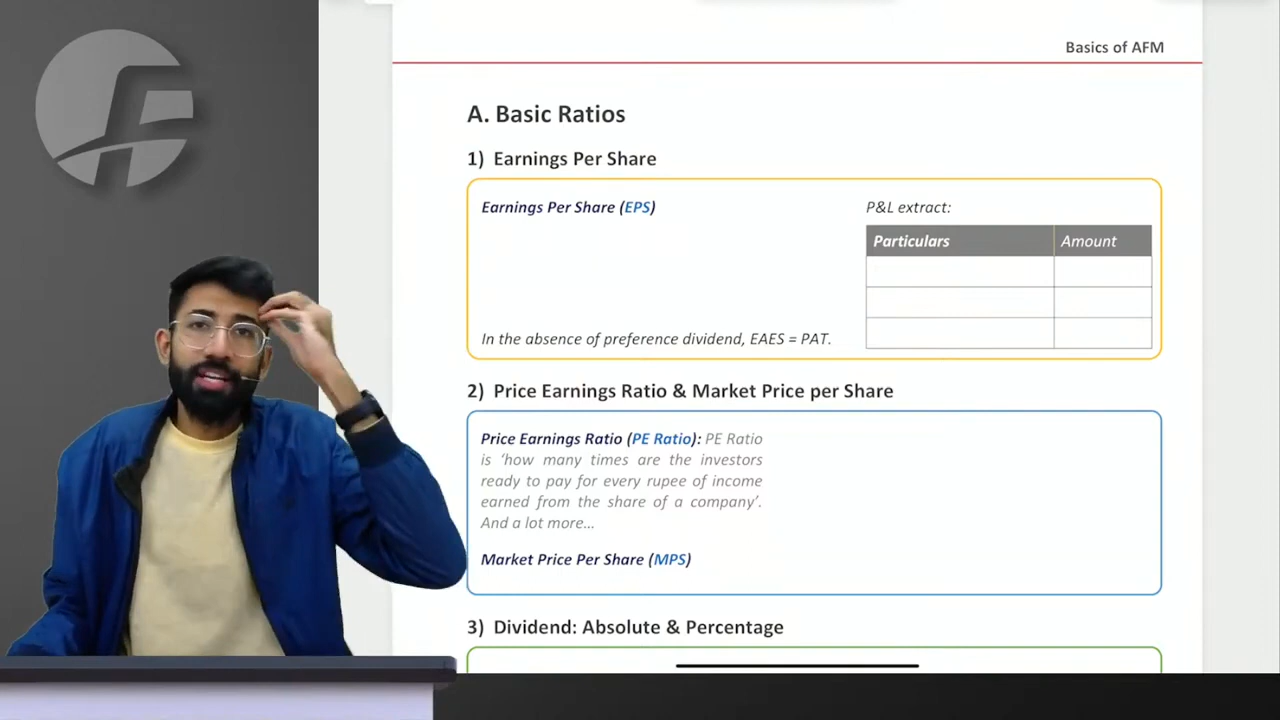 Basics of AFM
A. Basic Ratios
1) Earnings Per Share
Earnings Per Share (EPS)
P&L extract:
Particulars Amount
In the absence of preference dividend, EAES = PAT.
2) Price Earnings Ratio & Market Price per Share
Price Earnings Ratio (PE Ratio): PE Ratio
is ‘how many times are the investors
ready to pay for every rupee of income
earned from the share of a company’.
And a lot more...
Market Price Per Share (MPS)
3) Dividend: Absolute & Percentage